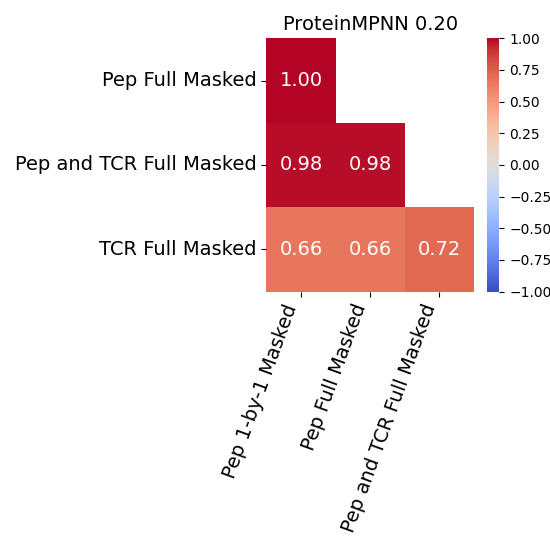 ProteinMPNN 0.20
Pep Full Masked
1.00
Pep and TCR Full Masked
0.98 0.98
TCR Full Masked
0.66 0.66 0.72
Pep 1-by-1 Masked
Pep Full Masked
Pep and TCR Full Masked
1.00
0.75
0.50
0.25
0.00
−0.25
−0.50
−0.75
−1.00